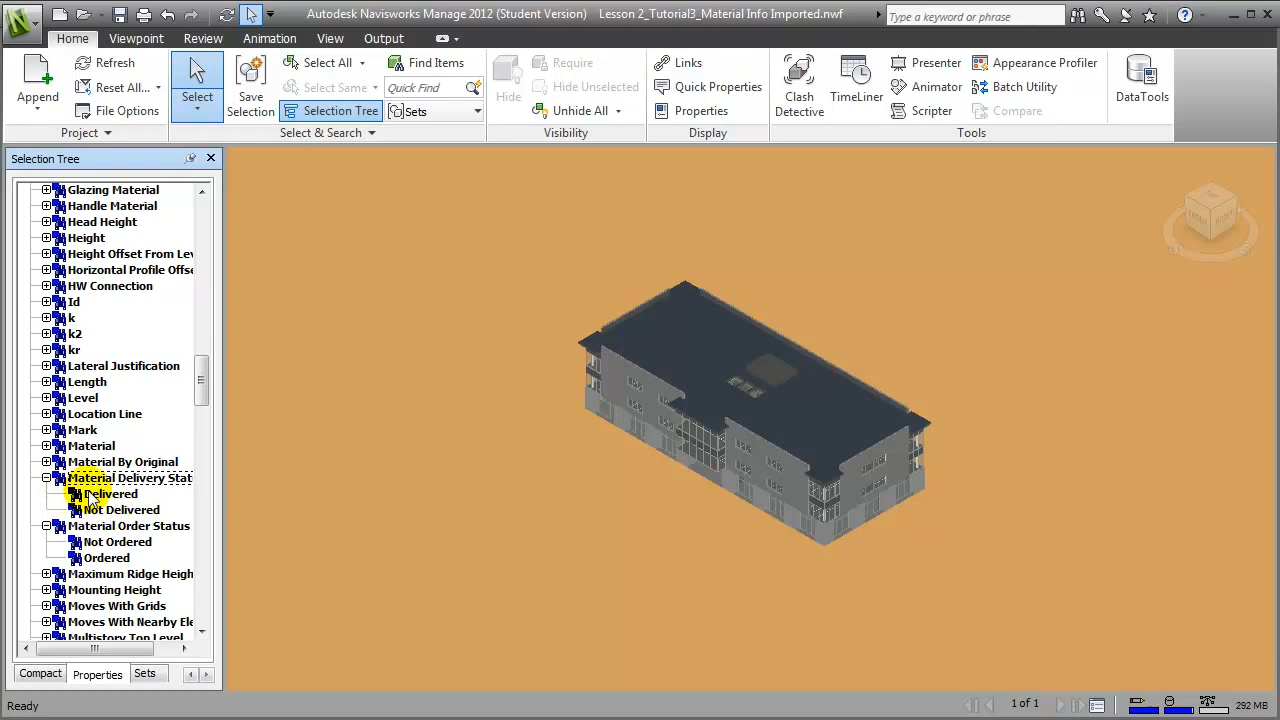 Autodesk Navisworks Manage 2012 (Student Version) Lesson 2_Tutorial3_Material Info Imported.nwf
Type a keyword or phrase
Home Viewpoint Review Animation View Output
Append
Refresh
Reset All...
File Options
Project
Select
Save Selection
Select All
Select Same
Selection Tree
Find Items
Quick Find
Sets
Select & Search
Hide
Require
Hide Unselected
Unhide All
Visibility
Links
Quick Properties
Properties
Display
Clash Detective
TimeLiner
Presenter
Animator
Scripter
Appearance Profiler
Batch Utility
Compare
Tools
DataTools
Selection Tree
Glazing Material
Handle Material
Head Height
Height
Height Offset From Lev
Horizontal Profile Offse
HW Connection
Id
k
k2
kr
Lateral Justification
Length
Level
Location Line
Mark
Material
Material By Original
Material Delivery Stat
Delivered
Not Delivered
Material Order Status
Not Ordered
Ordered
Maximum Ridge Heigh
Mounting Height
Moves With Grids
Moves With Nearby Ele
Multistory Top Level
Compact Properties Sets
Ready
1 of 1
292 MB